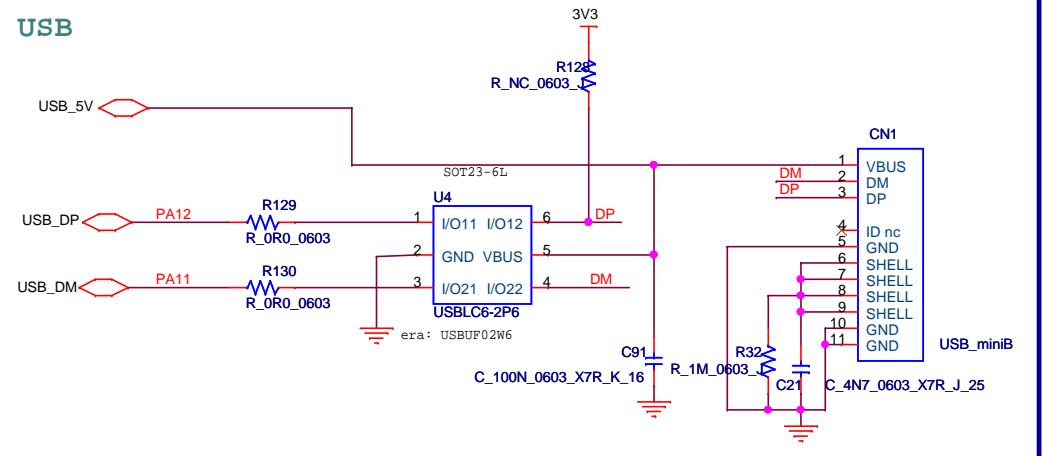 USB
3V3
R128
R_NC_0603_J
USB_5V
CN1
SOT23-6L
1 VBUS
DM 2 DM
DP 3 DP
U4
R129
USB_DP PA12 1 I/O11 I/O12 6 DP
R_0R0_0603
4 ID nc
5 GND
2 GND VBUS 5
6 SHELL
R130
7 SHELL
USB_DM PA11 3 I/O21 I/O22 4 DM
8 SHELL
R_0R0_0603
USBLC6-2P6
9 SHELL
10 GND
era: USBUF02W6
11 GND
USB_miniB
C91
R32
R_1M_0603_J
C_100N_0603_X7R_K_16
C21
C_4N7_0603_X7R_J_25